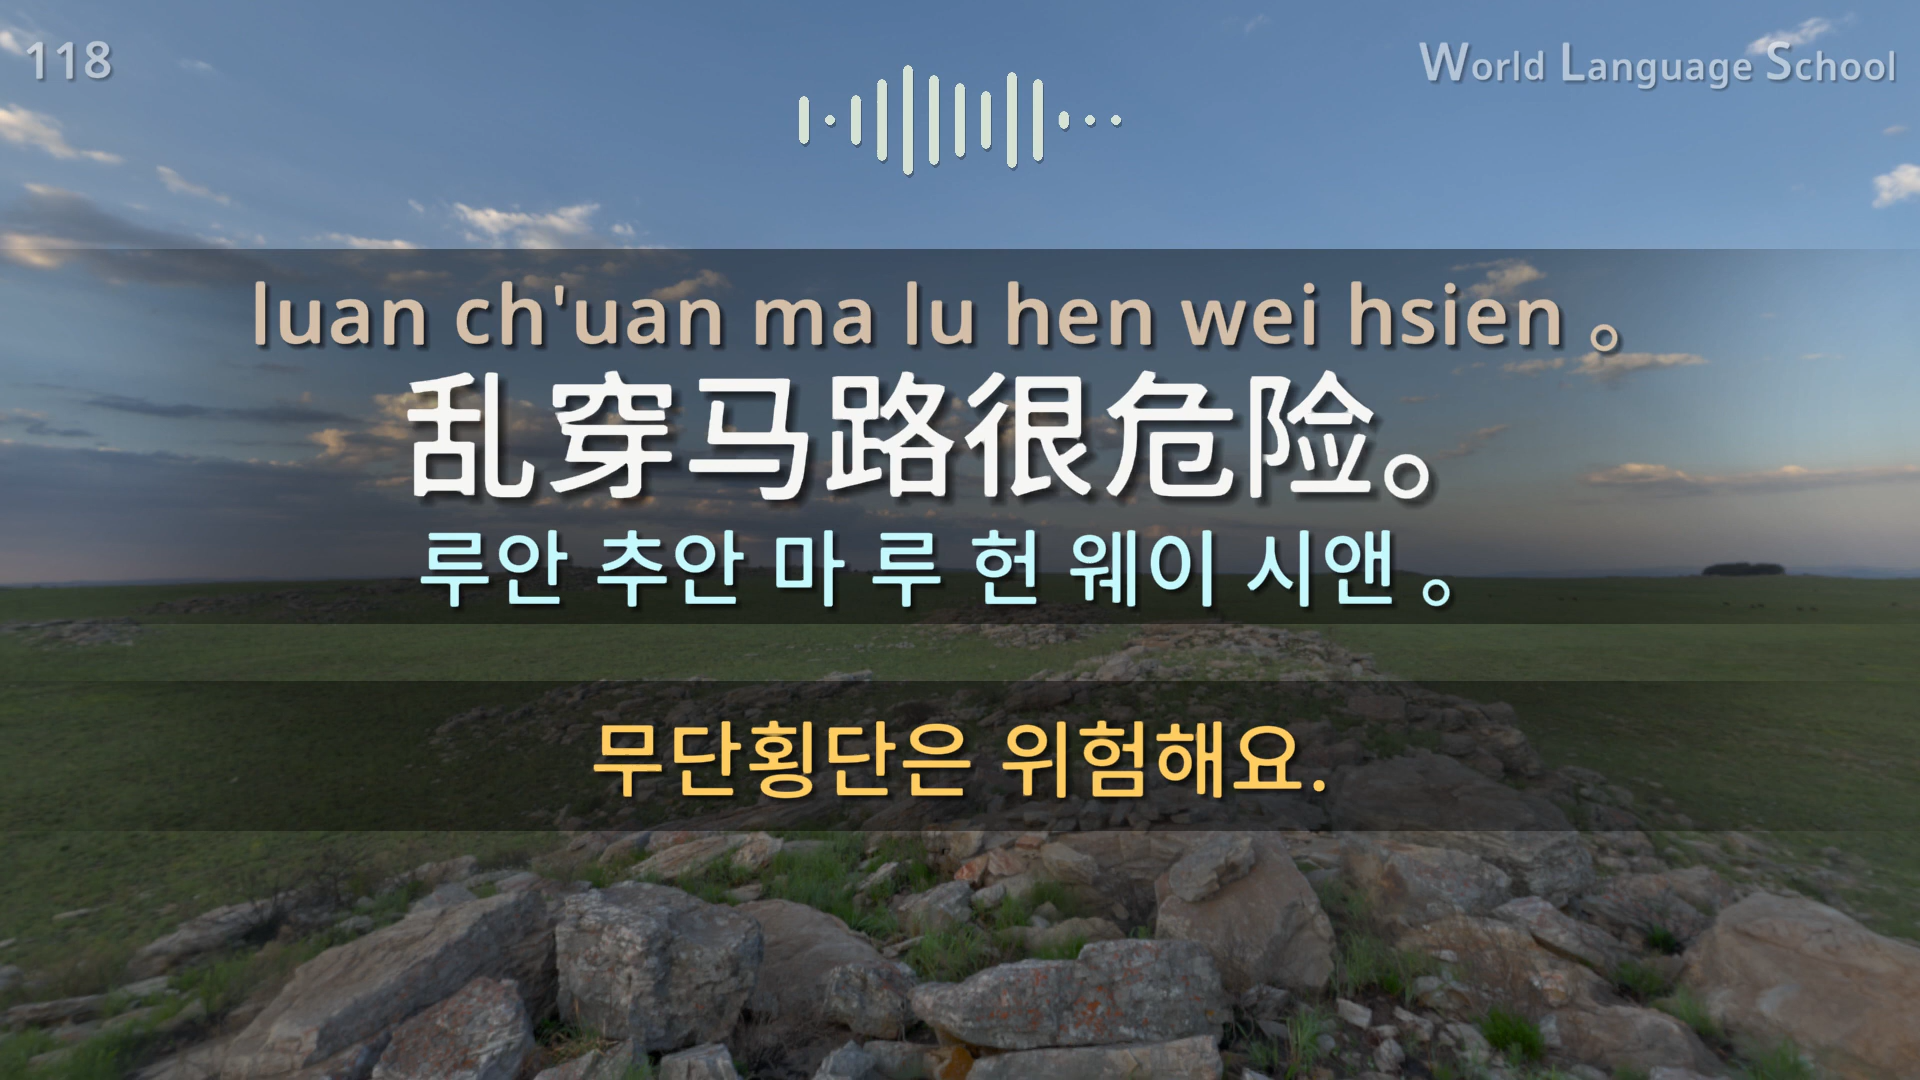 118
World Language School
luan ch'uan ma lu hen wei hsien 。
乱穿马路很危险。
루안 추안 마 루 헌 웨이 시앤 。
무단횡단은 위험해요.